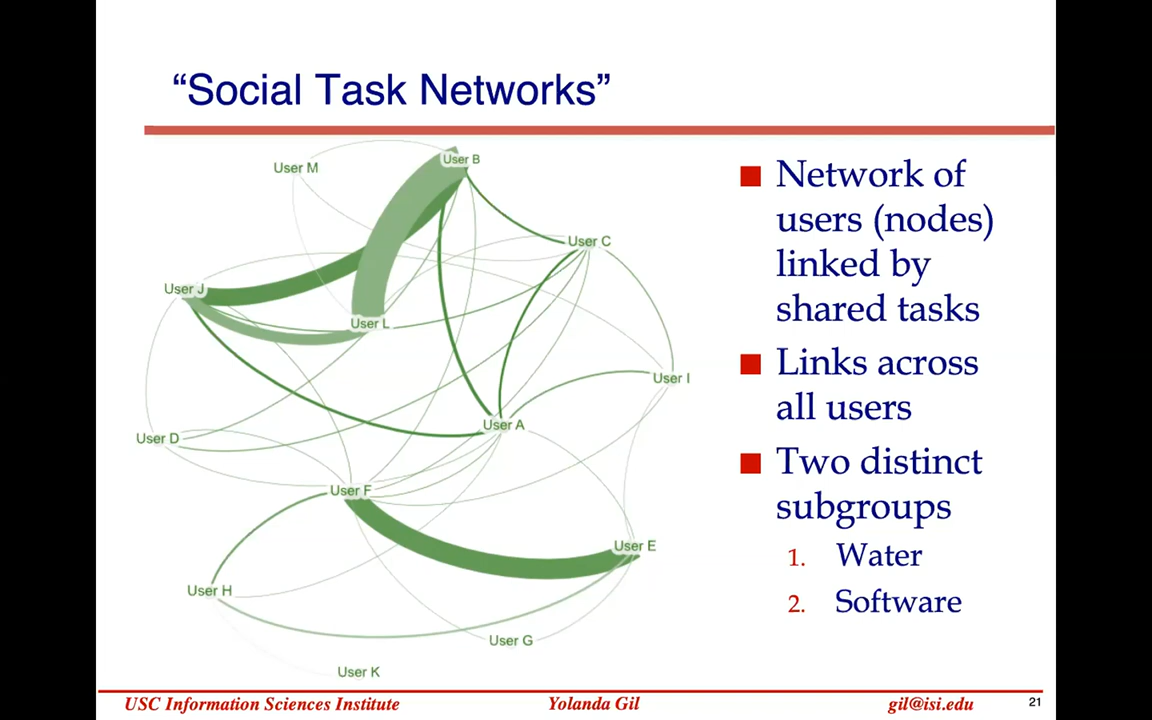 “Social Task Networks”
User M
User B
User C
User J
User L
User I
User A
User D
User F
User E
User H
User G
User K
■ Network of
users (nodes)
linked by
shared tasks
■ Links across
all users
■ Two distinct
subgroups
1. Water
2. Software
USC Information Sciences Institute Yolanda Gil gil@isi.edu 21